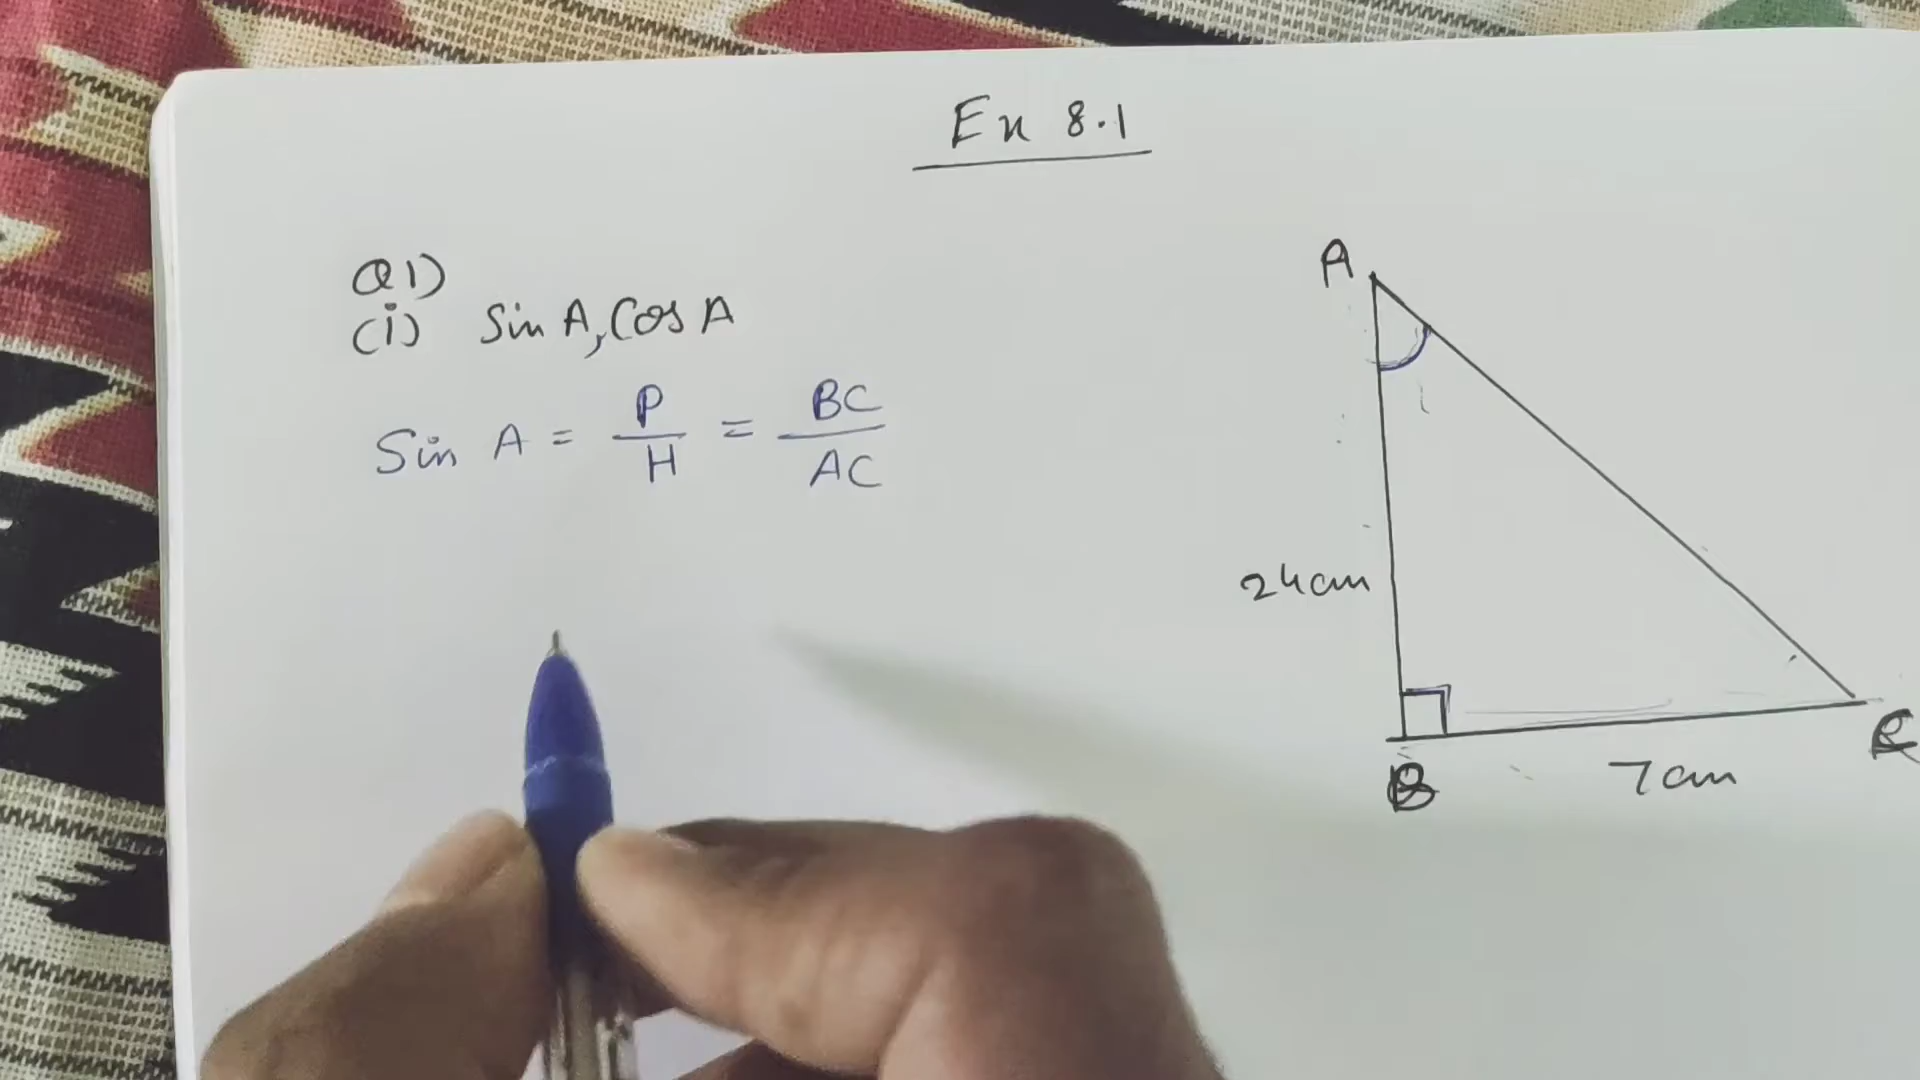 Ex 8.1
Q1)
(i) Sin A, Cos A
Sin A = P/H = BC/AC
A
24cm
B
7cm
C